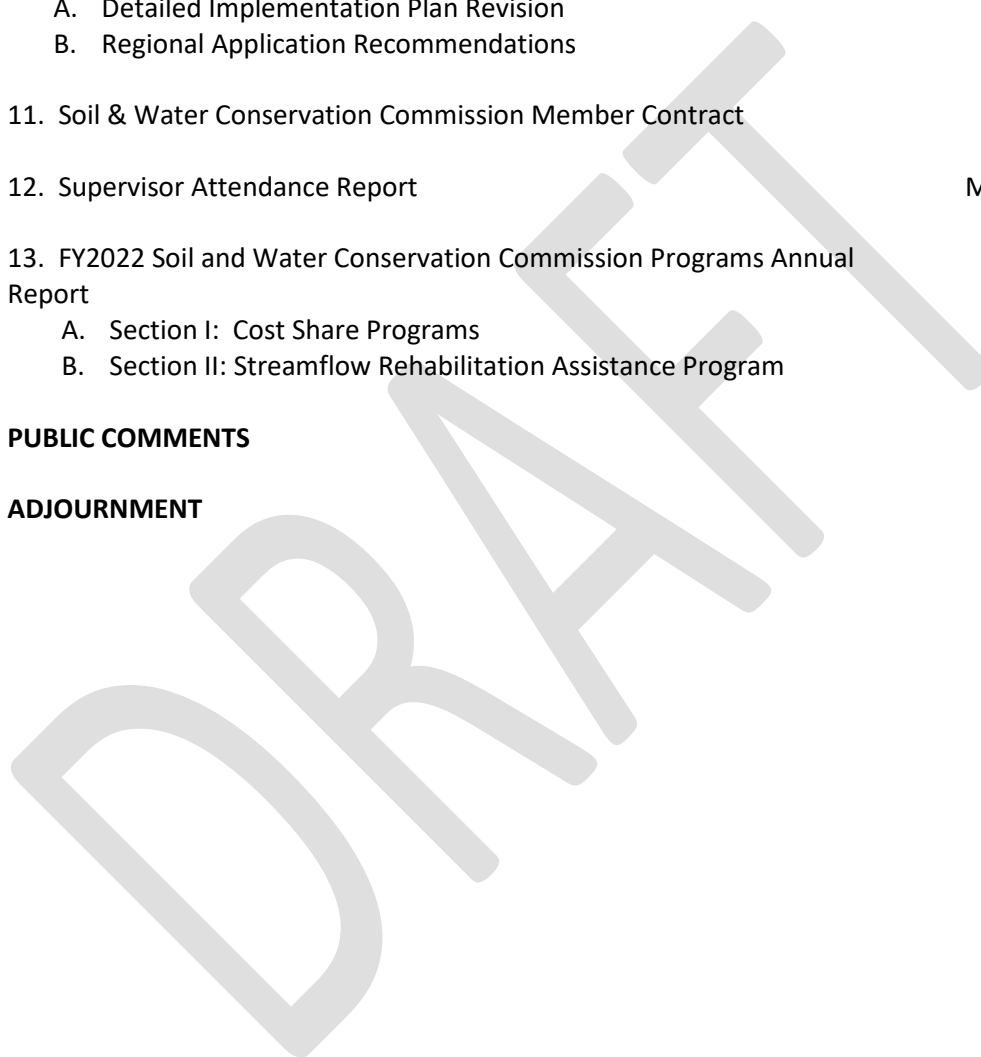 A. Detailed Implementation Plan Revision
B. Regional Application Recommendations
11. Soil & Water Conservation Commission Member Contract
12. Supervisor Attendance Report M
13. FY2022 Soil and Water Conservation Commission Programs Annual
Report
A. Section I: Cost Share Programs
B. Section II: Streamflow Rehabilitation Assistance Program
PUBLIC COMMENTS
ADJOURNMENT
DRAFT